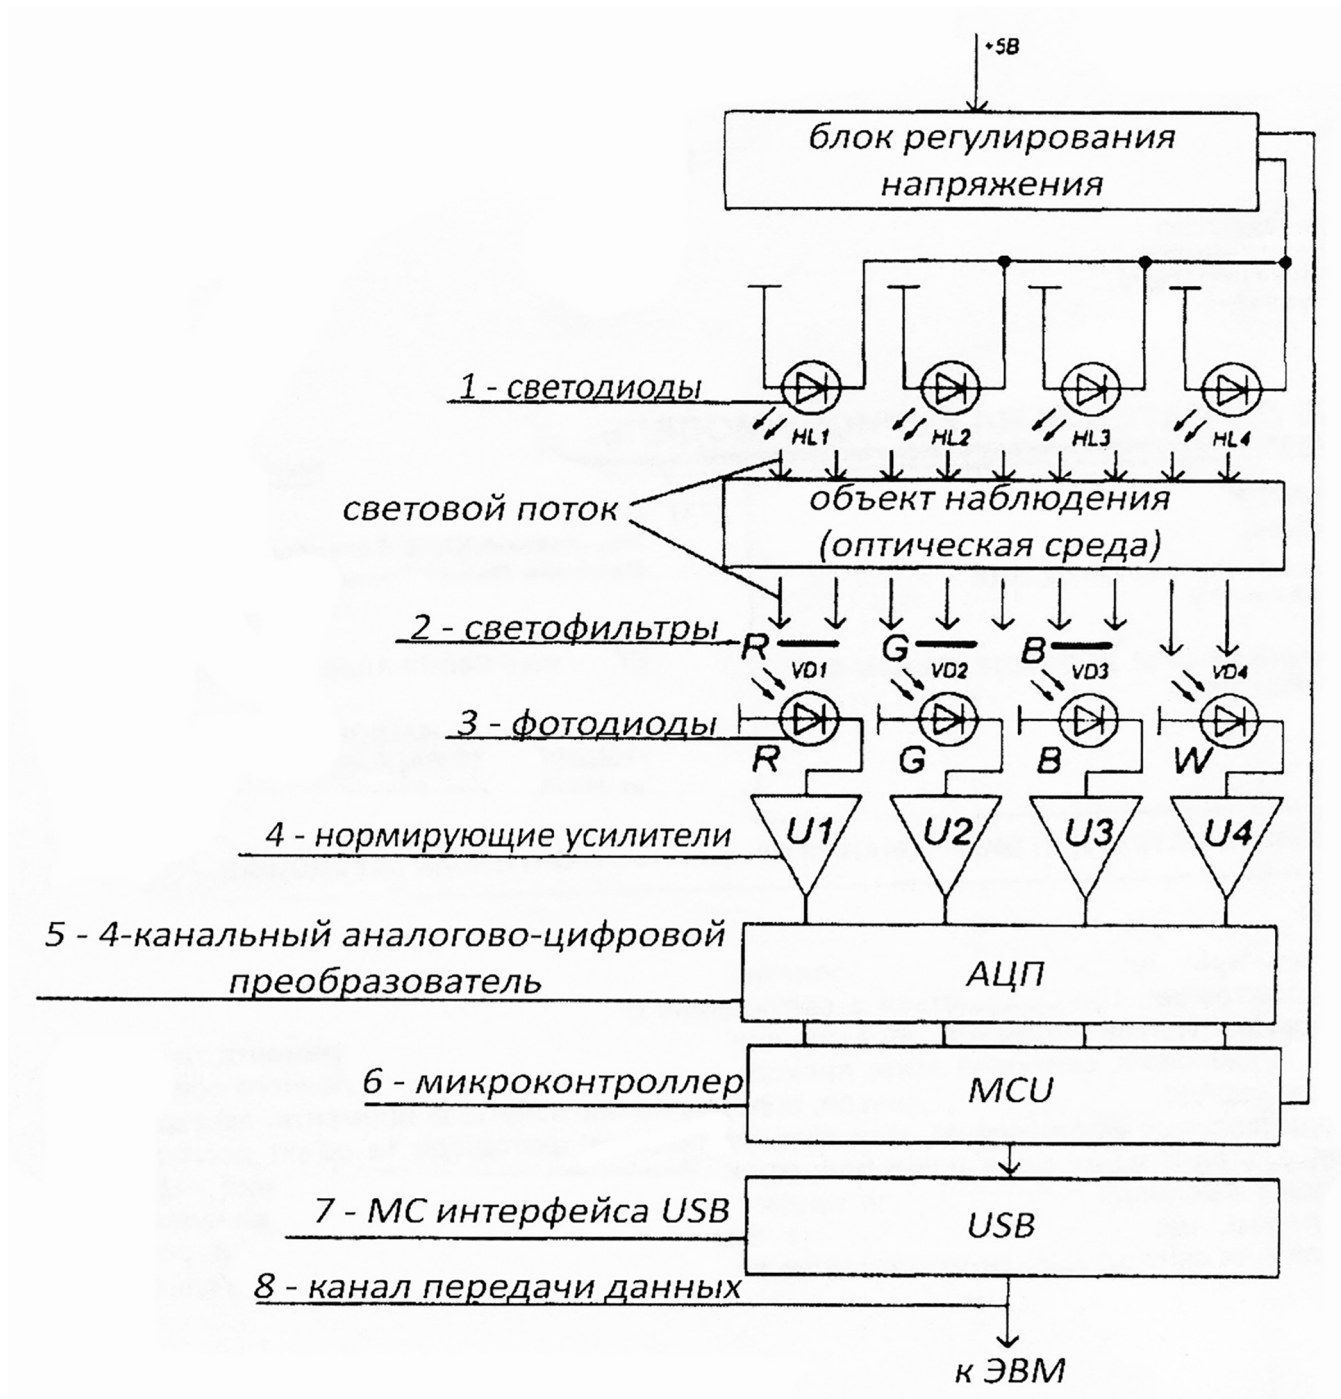 +5В
блок регулирования
напряжения
1 - светодиоды
HL1 HL2 HL3 HL4
световой поток
объект наблюдения
(оптическая среда)
2 - светофильтры
R G B
VD1 VD2 VD3 VD4
3 - фотодиоды
R G B W
4 - нормирующие усилители
U1 U2 U3 U4
5 - 4-канальный аналогово-цифровой
преобразователь
АЦП
6 - микроконтроллер
MCU
7 - МС интерфейса USB
USB
8 - канал передачи данных
к ЭВМ